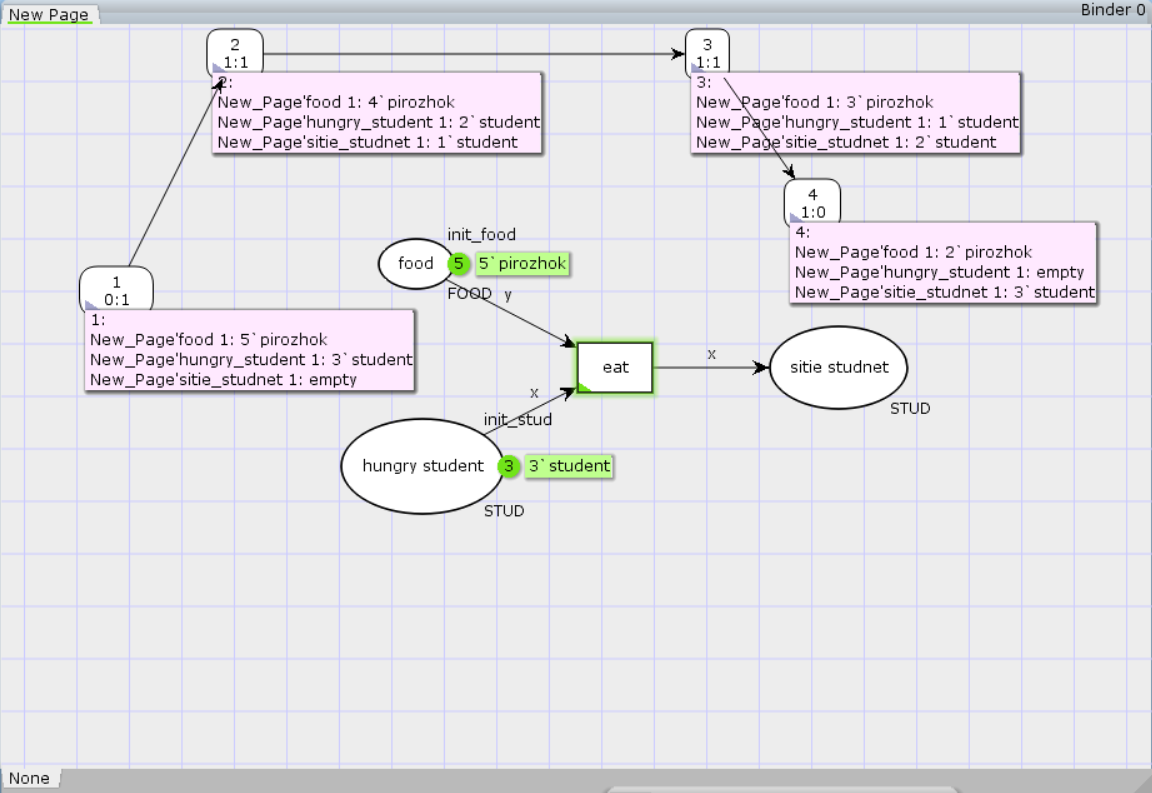 New Page
Binder 0
2
1:1
2:
New_Page'food 1: 4`pirozhok
New_Page'hungry_student 1: 2`student
New_Page'sitie_studnet 1: 1`student
3
1:1
3:
New_Page'food 1: 3`pirozhok
New_Page'hungry_student 1: 1`student
New_Page'sitie_studnet 1: 2`student
4
1:0
4:
New_Page'food 1: 2`pirozhok
New_Page'hungry_student 1: empty
New_Page'sitie_studnet 1: 3`student
1
0:1
1:
New_Page'food 1: 5`pirozhok
New_Page'hungry_student 1: 3`student
New_Page'sitie_studnet 1: empty
init_food
food
5
5`pirozhok
FOOD
y
eat
x
sitie studnet
STUD
x
init_stud
hungry student
3
3`student
STUD
None